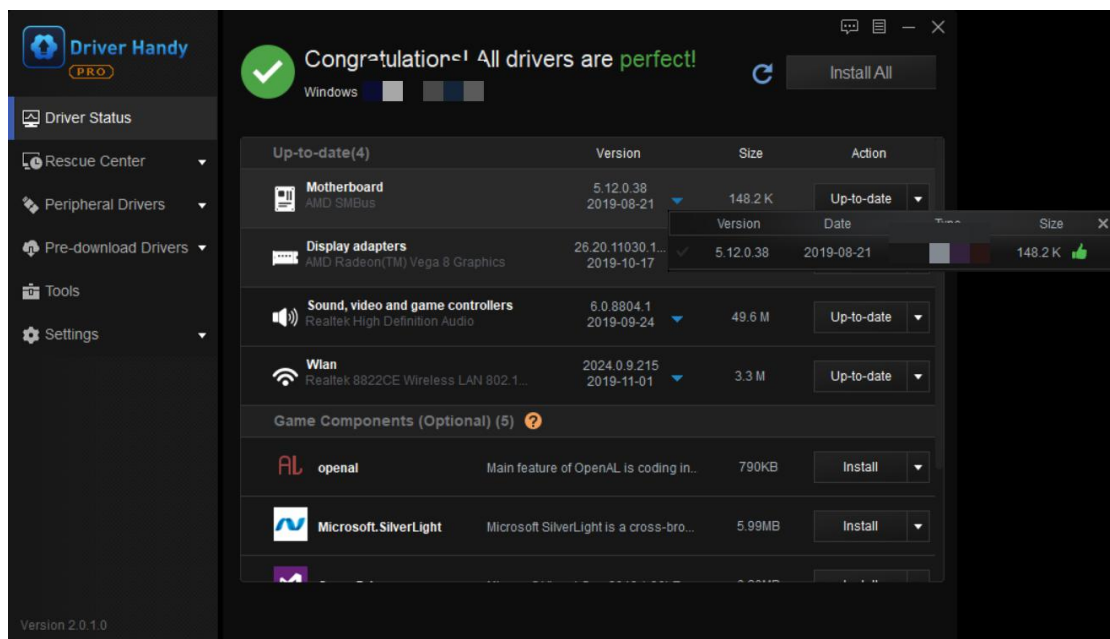 Driver Handy
PRO
Congratulations! All drivers are perfect!
Windows
Install All
Driver Status
Rescue Center
Peripheral Drivers
Pre-download Drivers
Tools
Settings
Version 2.0.1.0
Up-to-date(4) Version Size Action
Motherboard
AMD SMBus
5.12.0.38
2019-08-21
148.2 K
Up-to-date
Version Date Size X
5.12.0.38 2019-08-21 148.2 K
Display adapters
AMD Radeon(TM) Vega 8 Graphics
26.20.11030.1...
2019-10-17
Sound, video and game controllers
Realtek High Definition Audio
6.0.8804.1
2019-09-24
49.6 M
Up-to-date
Wlan
Realtek 8822CE Wireless LAN 802.1...
2024.0.9.215
2019-11-01
3.3 M
Up-to-date
Game Components (Optional) (5) ?
AL openal Main feature of OpenAL is coding in.. 790KB Install
Microsoft.SilverLight Microsoft SilverLight is a cross-bro... 5.99MB Install